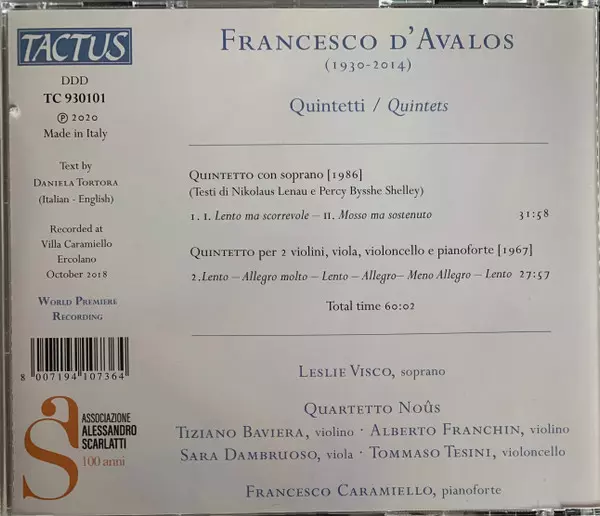 TACTUS
DDD
TC 930101
℗ 2020
Made in Italy
Text by
Daniela Tortora
(Italian - English)
Recorded at
Villa Caramiello
Ercolano
October 2018
World Premiere
Recording
8 007194 107364
ASSOCIAZIONE
ALESSANDRO
SCARLATTI
100 anni
Francesco d'Avalos
(1930-2014)
Quintetti / Quintets
Quintetto con soprano [1986]
(Testi di Nikolaus Lenau e Percy Bysshe Shelley)
1. I. Lento ma scorrevole – II. Mosso ma sostenuto 31:58
Quintetto per 2 violini, viola, violoncello e pianoforte [1967]
2.Lento – Allegro molto – Lento – Allegro– Meno Allegro – Lento 27:57
Total time 60:02
Leslie Visco, soprano
Quartetto Noûs
Tiziano Baviera, violino · Alberto Franchin, violino
Sara Dambruoso, viola · Tommaso Tesini, violoncello
Francesco Caramiello, pianoforte